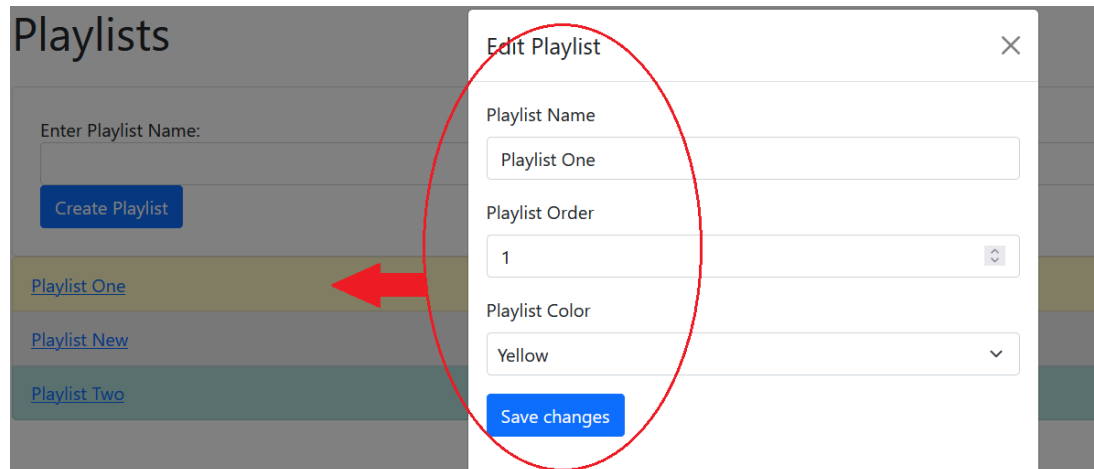 Playlists
Enter Playlist Name:
Create Playlist
Playlist One
Playlist New
Playlist Two
Edit Playlist
Playlist Name
Playlist One
Playlist Order
1
Playlist Color
Yellow
Save changes